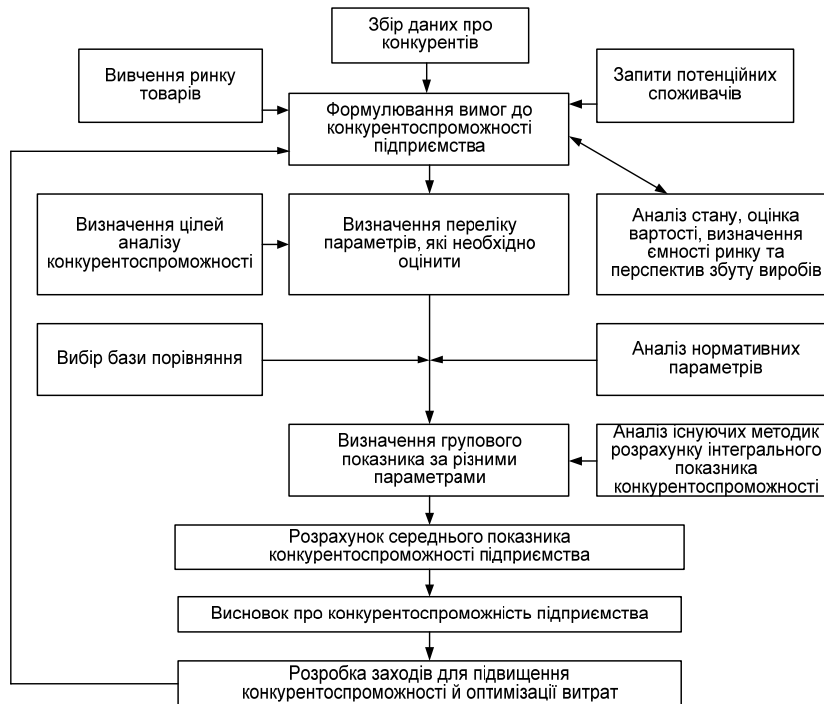 Збір даних про
конкурентів
Вивчення ринку
товарів
Запити потенційних
споживачів
Формулювання вимог до
конкурентоспроможності
підприємства
Визначення цілей
аналізу
конкурентоспроможності
Визначення переліку
параметрів, які необхідно
оцінити
Аналіз стану, оцінка
вартості, визначення
ємності ринку та
перспектив збуту виробів
Вибір бази порівняння
Аналіз нормативних
параметрів
Визначення групового
показника за різними
параметрами
Аналіз існуючих методик
розрахунку інтегрального
показника
конкурентоспроможності
Розрахунок середнього показника
конкурентоспроможності підприємства
Висновок про конкурентоспроможність підприємства
Розробка заходів для підвищення
конкурентоспроможності й оптимізації витрат